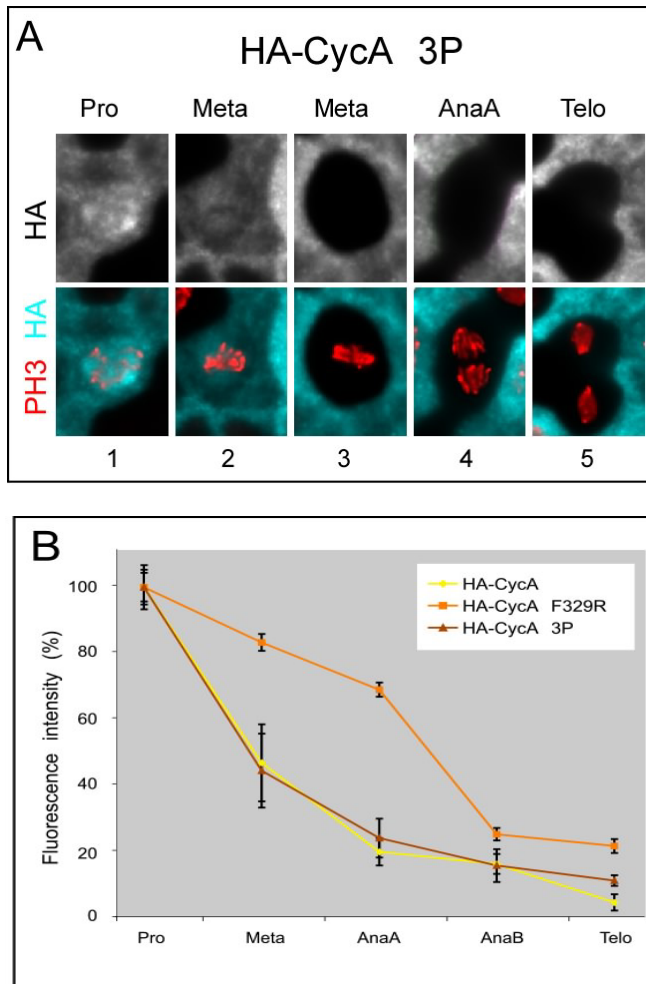 A
HA-CycA 3P
Pro Meta Meta AnaA Telo
HA
PH3 HA
1 2 3 4 5
B
HA-CycA
HA-CycA F329R
HA-CycA 3P
Fluorescence intensity (%)
100
80
60
40
20
0
Pro Meta AnaA AnaB Telo